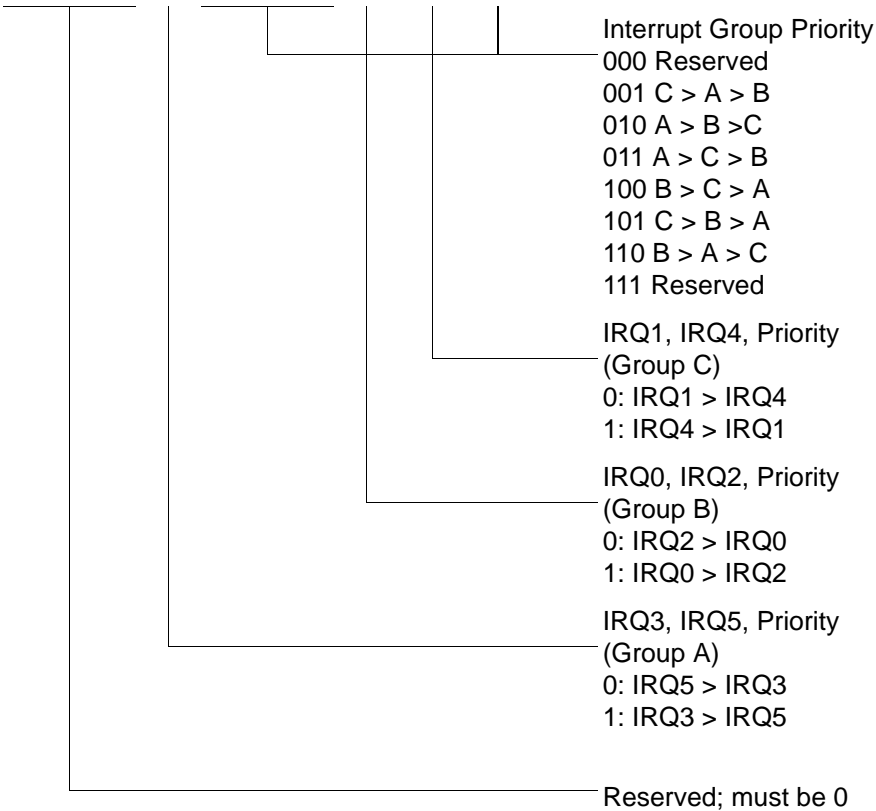 Interrupt Group Priority
000 Reserved
001 C > A > B
010 A > B >C
011 A > C > B
100 B > C > A
101 C > B > A
110 B > A > C
111 Reserved
IRQ1, IRQ4, Priority
(Group C)
0: IRQ1 > IRQ4
1: IRQ4 > IRQ1
IRQ0, IRQ2, Priority
(Group B)
0: IRQ2 > IRQ0
1: IRQ0 > IRQ2
IRQ3, IRQ5, Priority
(Group A)
0: IRQ5 > IRQ3
1: IRQ3 > IRQ5
Reserved; must be 0